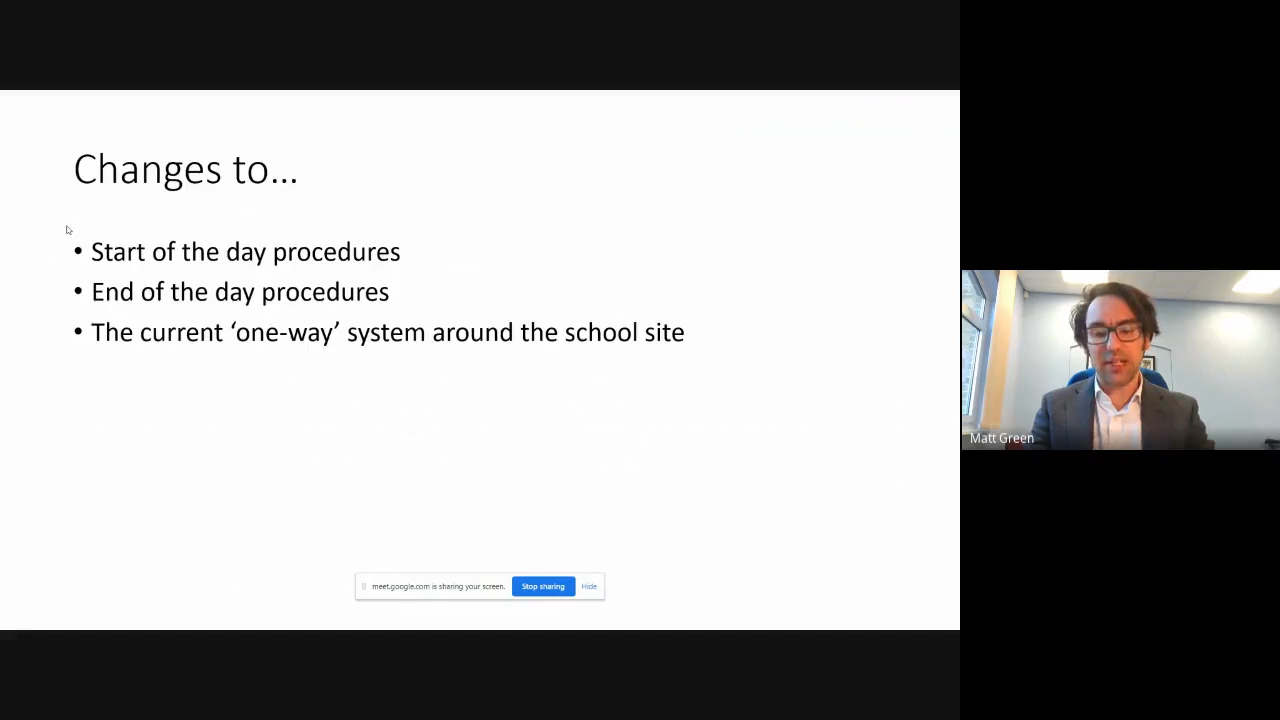 Changes to…
• Start of the day procedures
• End of the day procedures
• The current ‘one-way’ system around the school site
Matt Green
meet.google.com is sharing your screen. Stop sharing Hide